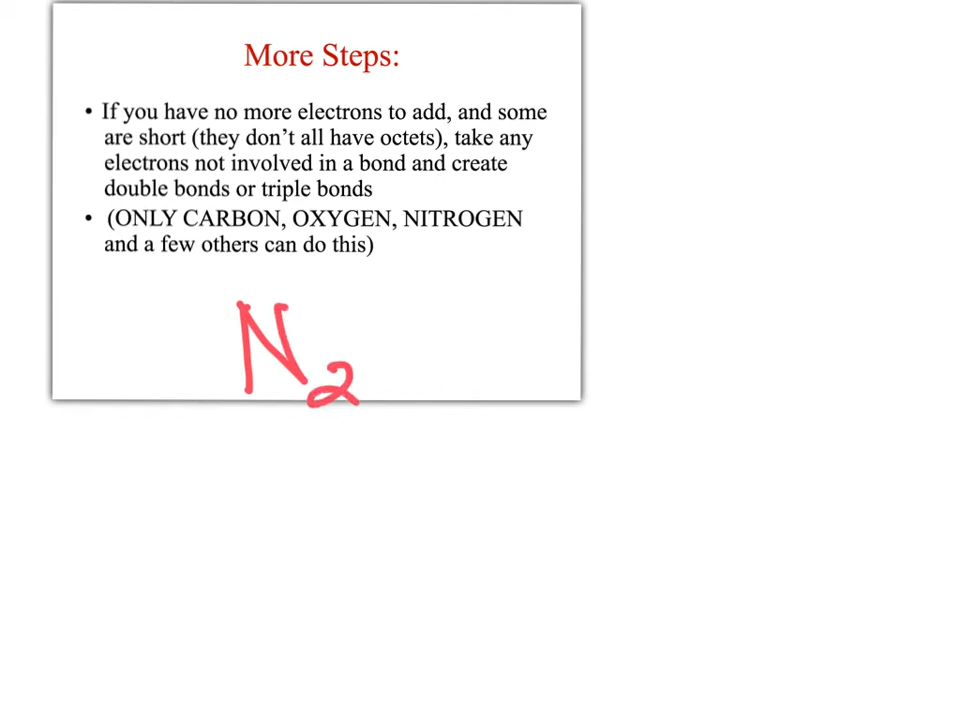 More Steps:
• If you have no more electrons to add, and some
are short (they don’t all have octets), take any
electrons not involved in a bond and create
double bonds or triple bonds
• (ONLY CARBON, OXYGEN, NITROGEN
and a few others can do this)
N₂